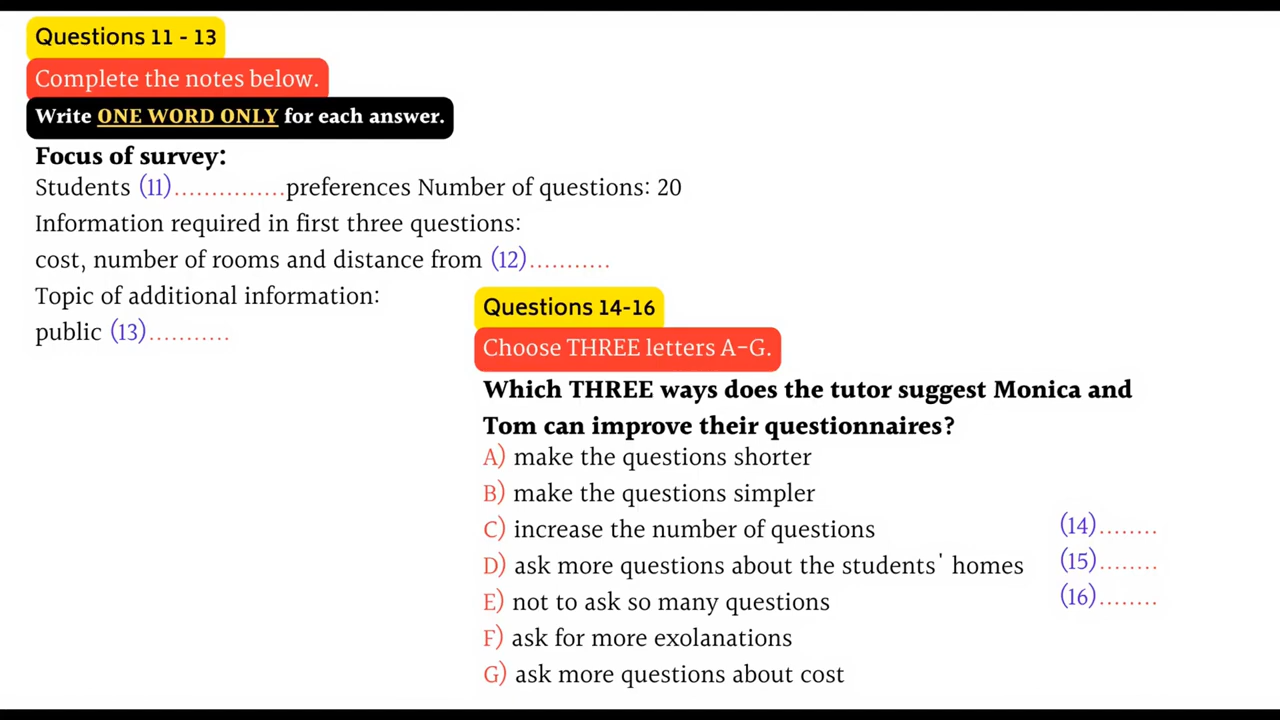 Questions 11 - 13
Complete the notes below.
Write ONE WORD ONLY for each answer.
Focus of survey:
Students (11)...............preferences Number of questions: 20
Information required in first three questions:
cost, number of rooms and distance from (12)...........
Topic of additional information:
public (13)...........
Questions 14-16
Choose THREE letters A-G.
Which THREE ways does the tutor suggest Monica and
Tom can improve their questionnaires?
A) make the questions shorter
B) make the questions simpler
C) increase the number of questions
D) ask more questions about the students' homes
E) not to ask so many questions
F) ask for more exolanations
G) ask more questions about cost
(14)........
(15)........
(16)........